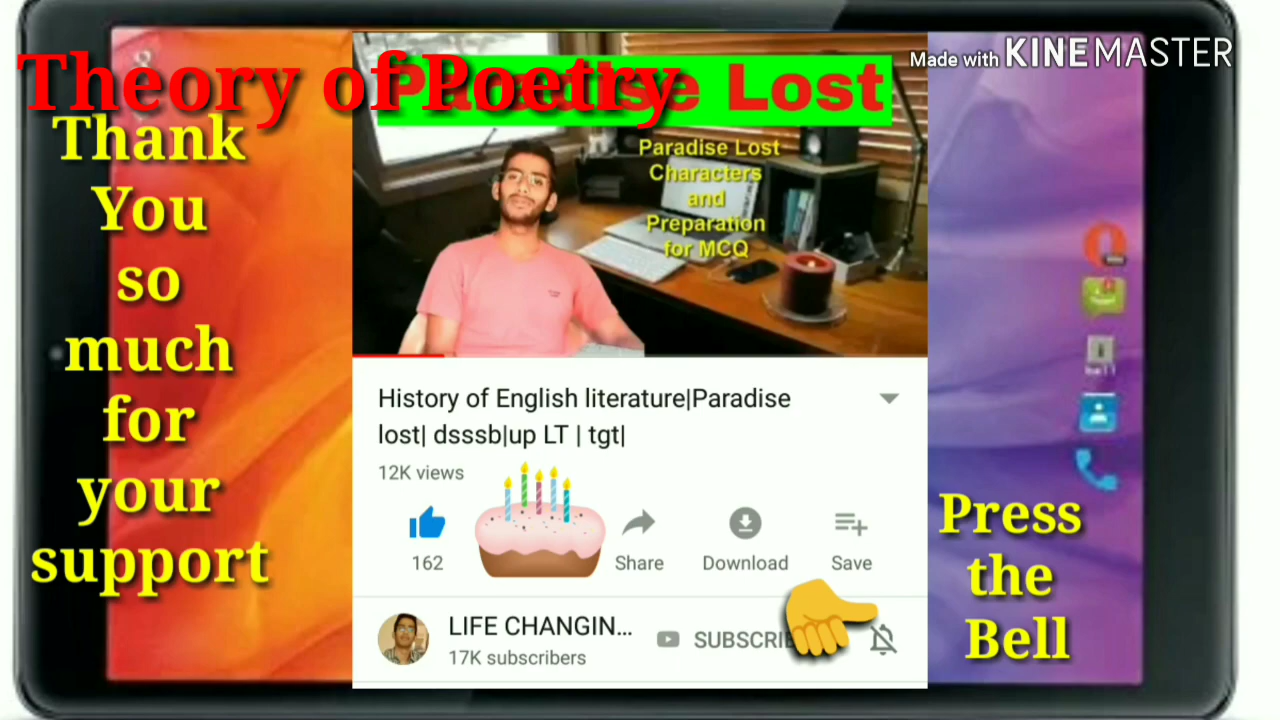 Theory of Poetry
Made with KINEMASTER
Paradise Lost
Thank
You
so
much
for
your
support
Paradise Lost
Characters
and
Preparation
for MCQ
History of English literature|Paradise
lost| dsssb|up LT | tgt|
12K views
162
Share
Download
Save
LIFE CHANGIN...
17K subscribers
SUBSCRIBE
Press
the
Bell